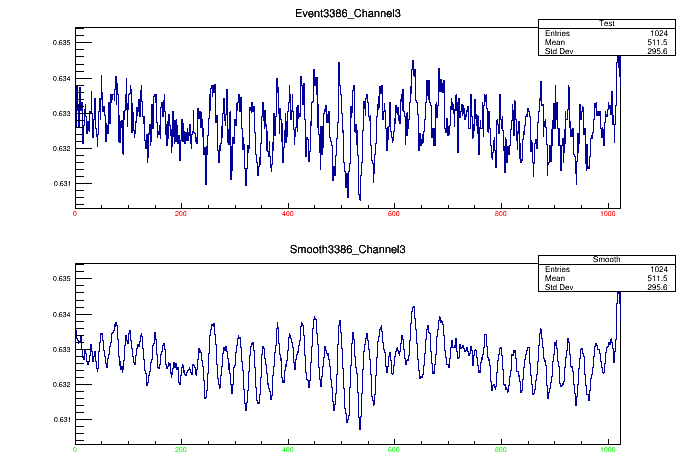 Event3386_Channel3
Test
Entries 1024
Mean 511.5
Std Dev 295.6
0.635
0.634
0.633
0.632
0.631
0 200 400 600 800 1000
Smooth3386_Channel3
Smooth
Entries 1024
Mean 511.5
Std Dev 295.6
0.635
0.634
0.633
0.632
0.631
0 200 400 600 800 1000